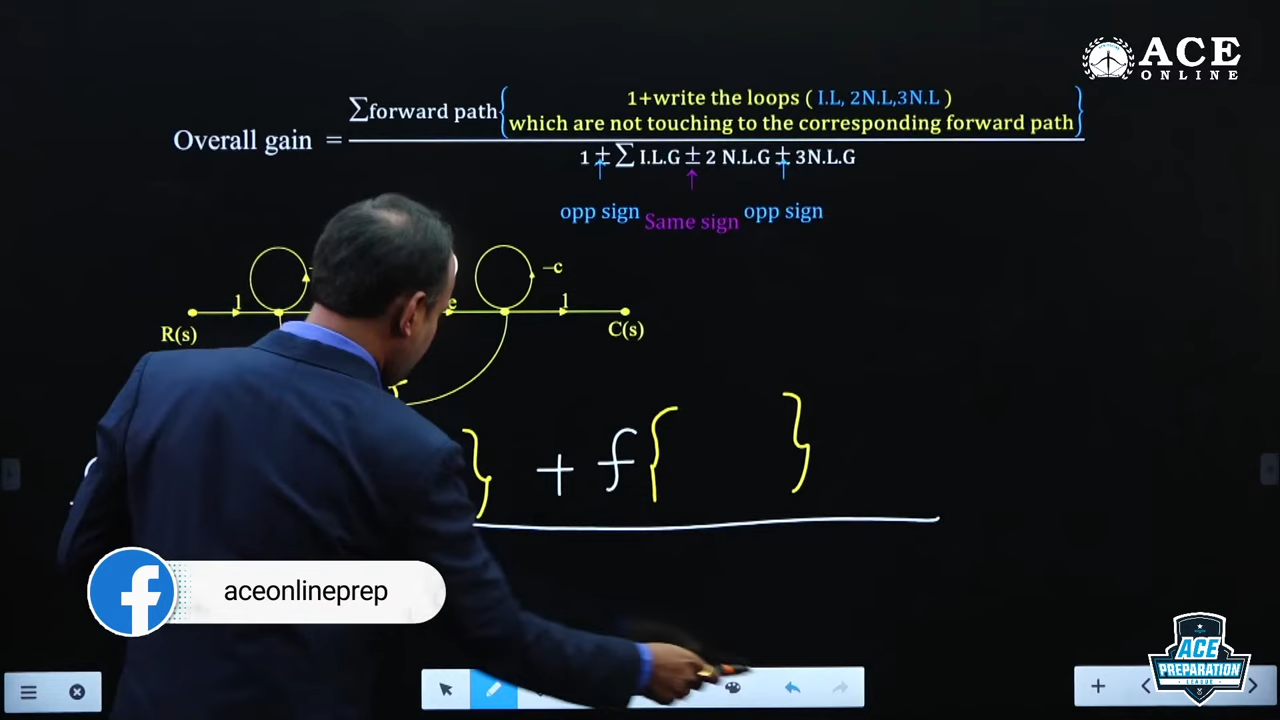 ACE
ONLINE
Overall gain = ∑forward path{ 1+write the loops ( I.L, 2N.L,3N.L )
which are not touching to the corresponding forward path }
1 ± ∑ I.L.G ± 2 N.L.G ± 3N.L.G
opp sign Same sign opp sign
–c
1 e 1
R(s) C(s)
} + f{ }
aceonlineprep
ACE
PREPARATION
LEAGUE